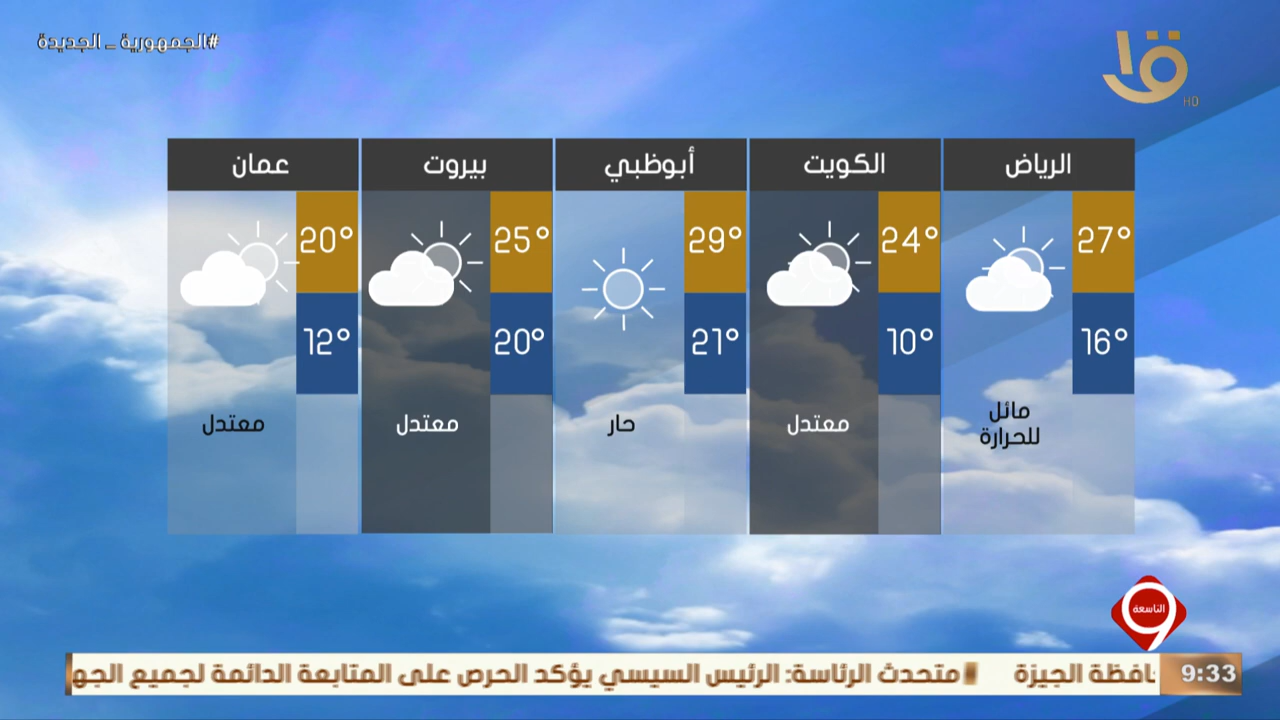 #الجمهورية _ الجديدة
HD
الرياض
27°
16°
مائل
للحرارة
الكويت
24°
10°
معتدل
أبوظبي
29°
21°
حار
بيروت
25°
20°
معتدل
عمان
20°
12°
معتدل
التاسعة
9
9:33
افظة الجيزة متحدث الرئاسة: الرئيس السيسي يؤكد الحرص على المتابعة الدائمة لجميع الجه